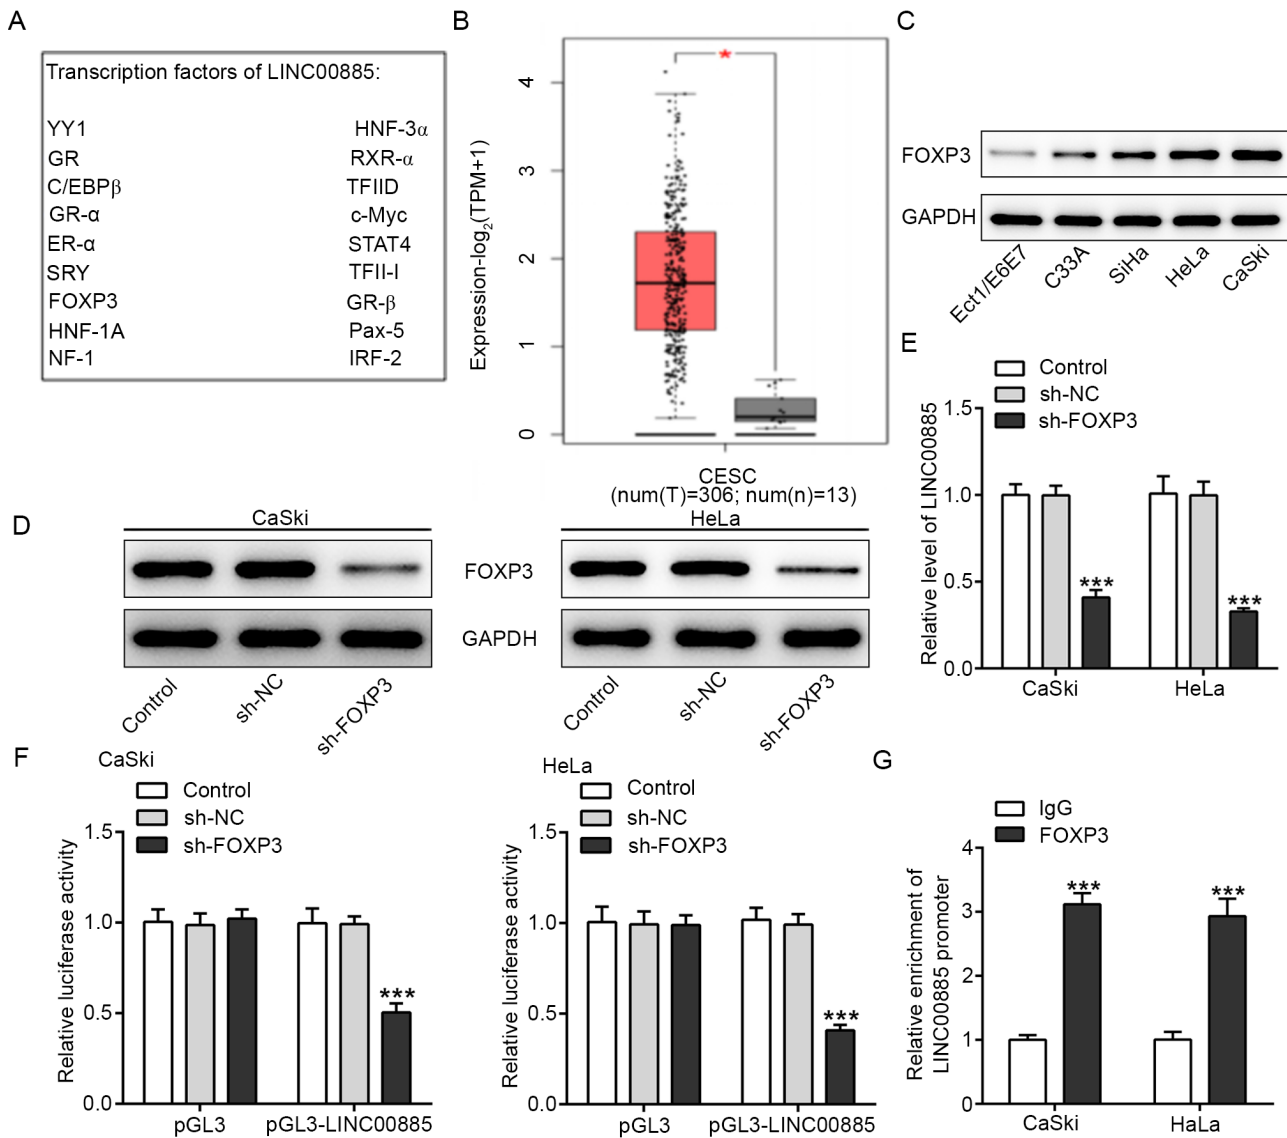 A
Transcription factors of LINC00885:
YY1 HNF-3α
GR RXR-α
C/EBPβ TFIID
GR-α c-Myc
ER-α STAT4
SRY TFII-I
FOXP3 GR-β
HNF-1A Pax-5
NF-1 IRF-2
B
Expression-log2(TPM+1)
4
3
2
1
0
*
CESC
(num(T)=306; num(n)=13)
C
FOXP3
GAPDH
Ect1/E6E7
C33A
SiHa
HeLa
CaSki
D
CaSki
HeLa
FOXP3
GAPDH
Control
sh-NC
sh-FOXP3
Control
sh-NC
sh-FOXP3
E
Control
sh-NC
sh-FOXP3
Relative level of LINC00885
1.5
1.0
0.5
0.0
***
***
CaSki
HeLa
F
CaSki
Control
sh-NC
sh-FOXP3
Relative luciferase activity
1.5
1.0
0.5
0.0
***
pGL3
pGL3-LINC00885
HeLa
Control
sh-NC
sh-FOXP3
Relative luciferase activity
1.5
1.0
0.5
0.0
***
pGL3
pGL3-LINC00885
G
IgG
FOXP3
Relative enrichment of
LINC00885 promoter
4
3
2
1
0
***
***
CaSki
HaLa